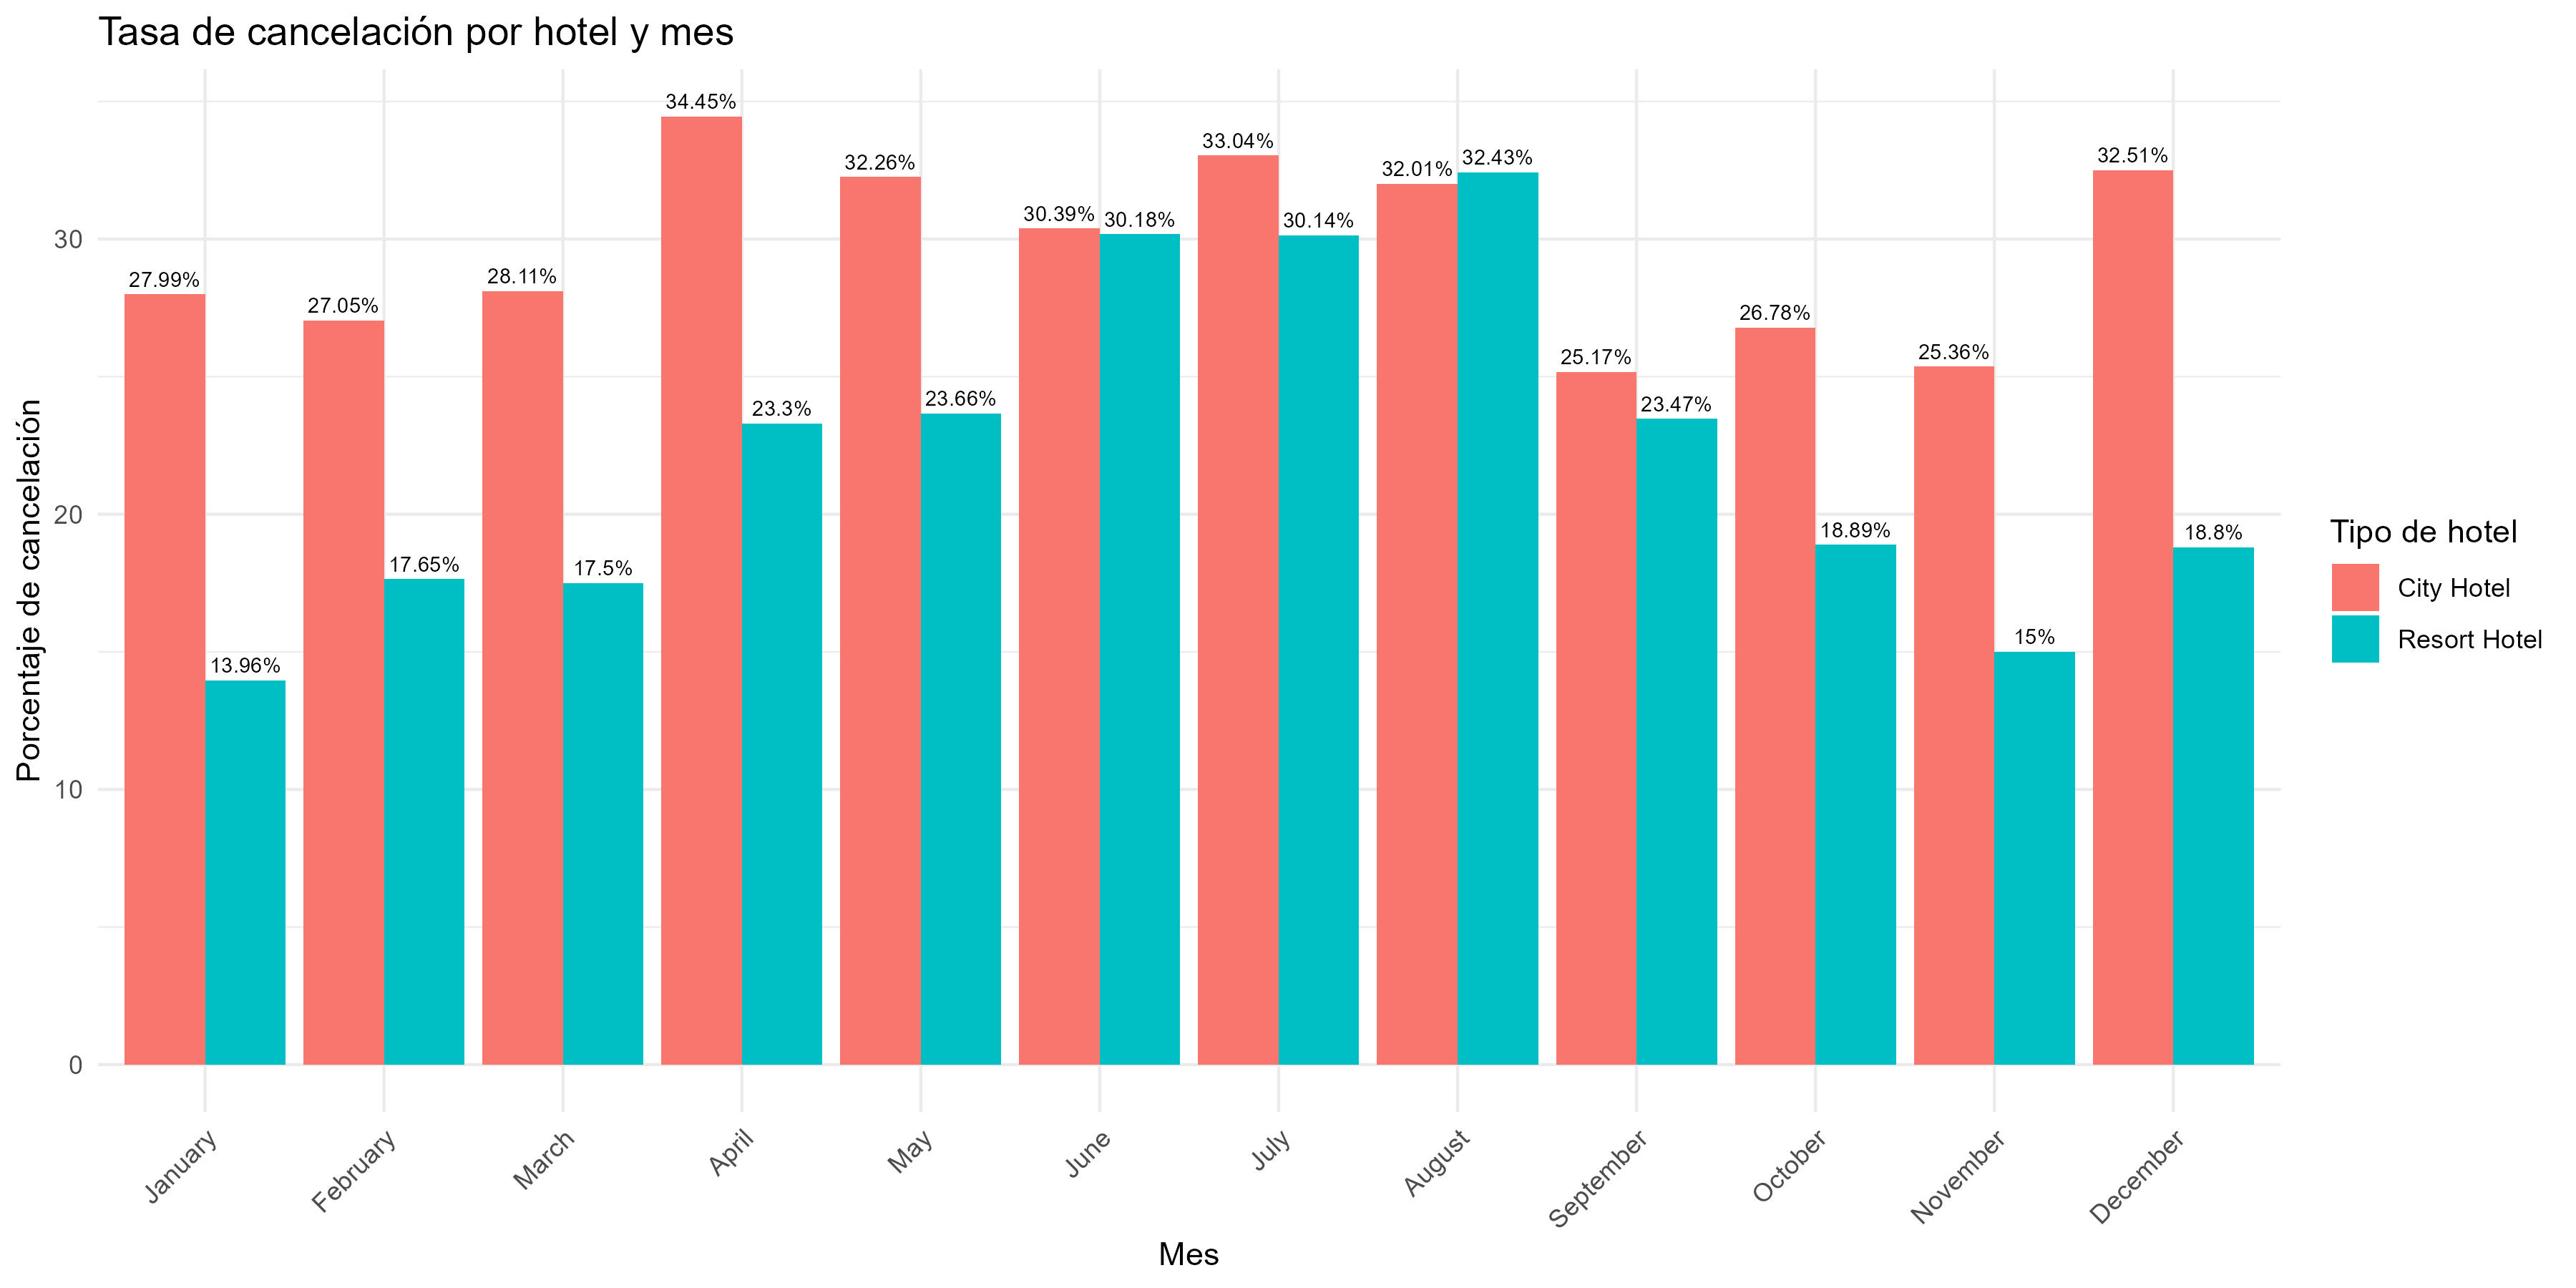 Tasa de cancelación por hotel y mes
Porcentaje de cancelación
30
20
10
0
27.99%
13.96%
27.05%
17.65%
28.11%
17.5%
34.45%
23.3%
32.26%
23.66%
30.39%
30.18%
33.04%
30.14%
32.01%
32.43%
25.17%
23.47%
26.78%
18.89%
25.36%
15%
32.51%
18.8%
January
February
March
April
May
June
July
August
September
October
November
December
Mes
Tipo de hotel
City Hotel
Resort Hotel